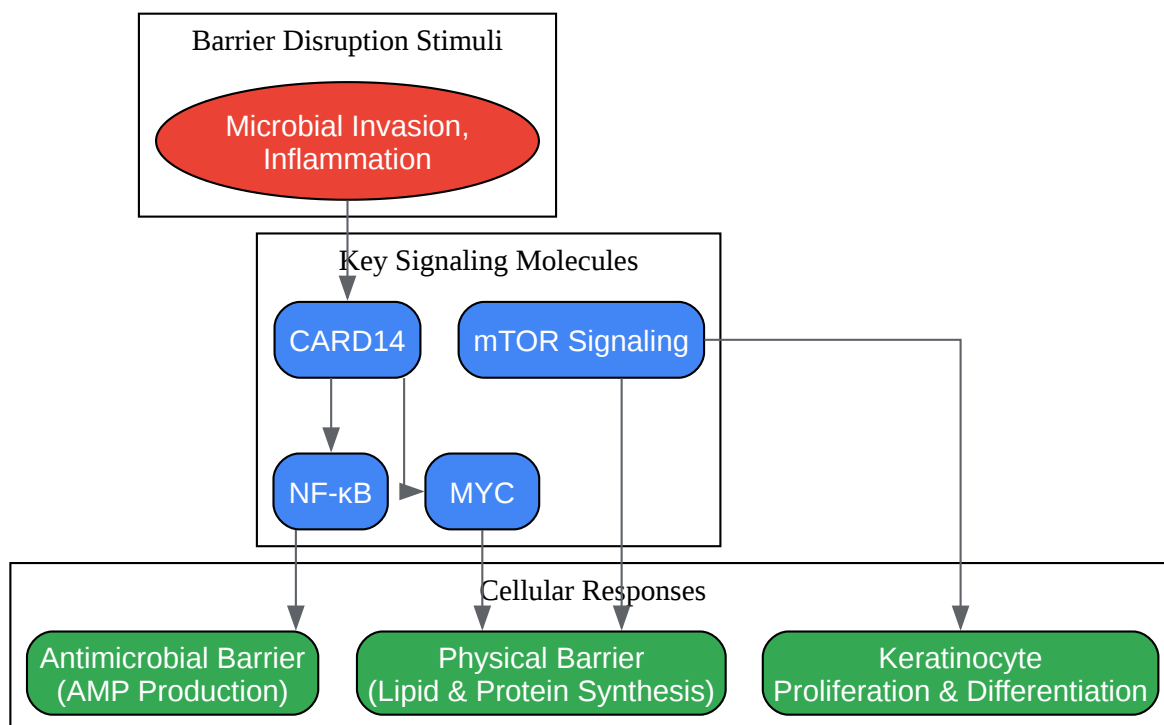 Barrier Disruption Stimuli
Microbial Invasion,
Inflammation
Key Signaling Molecules
CARD14
mTOR Signaling
NF-κB
MYC
Cellular Responses
Antimicrobial Barrier
(AMP Production)
Physical Barrier
(Lipid & Protein Synthesis)
Keratinocyte
Proliferation & Differentiation